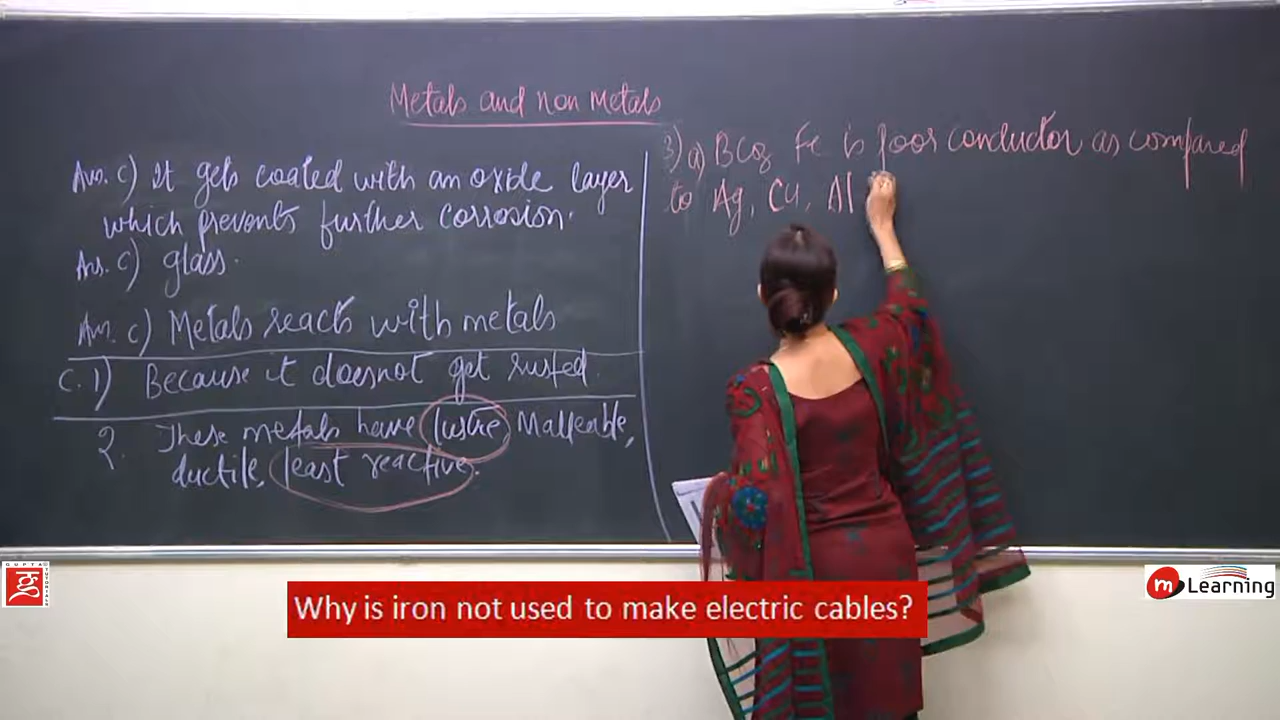 Metals and non Metals
Ans. c) It gets coated with an oxide layer
which prevents further corrosion.
Ans. c) glass.
Ans. c) Metals reacts with metals
C. 1) Because it doesnot get rusted.
2. These metals have lustre Malleable,
ductile, least reactive.
3) a) BCoz Fe is poor conductor as compared
to Ag, Cu, Al
Why is iron not used to make electric cables?
GUPTA TUTORIALS
m Learning